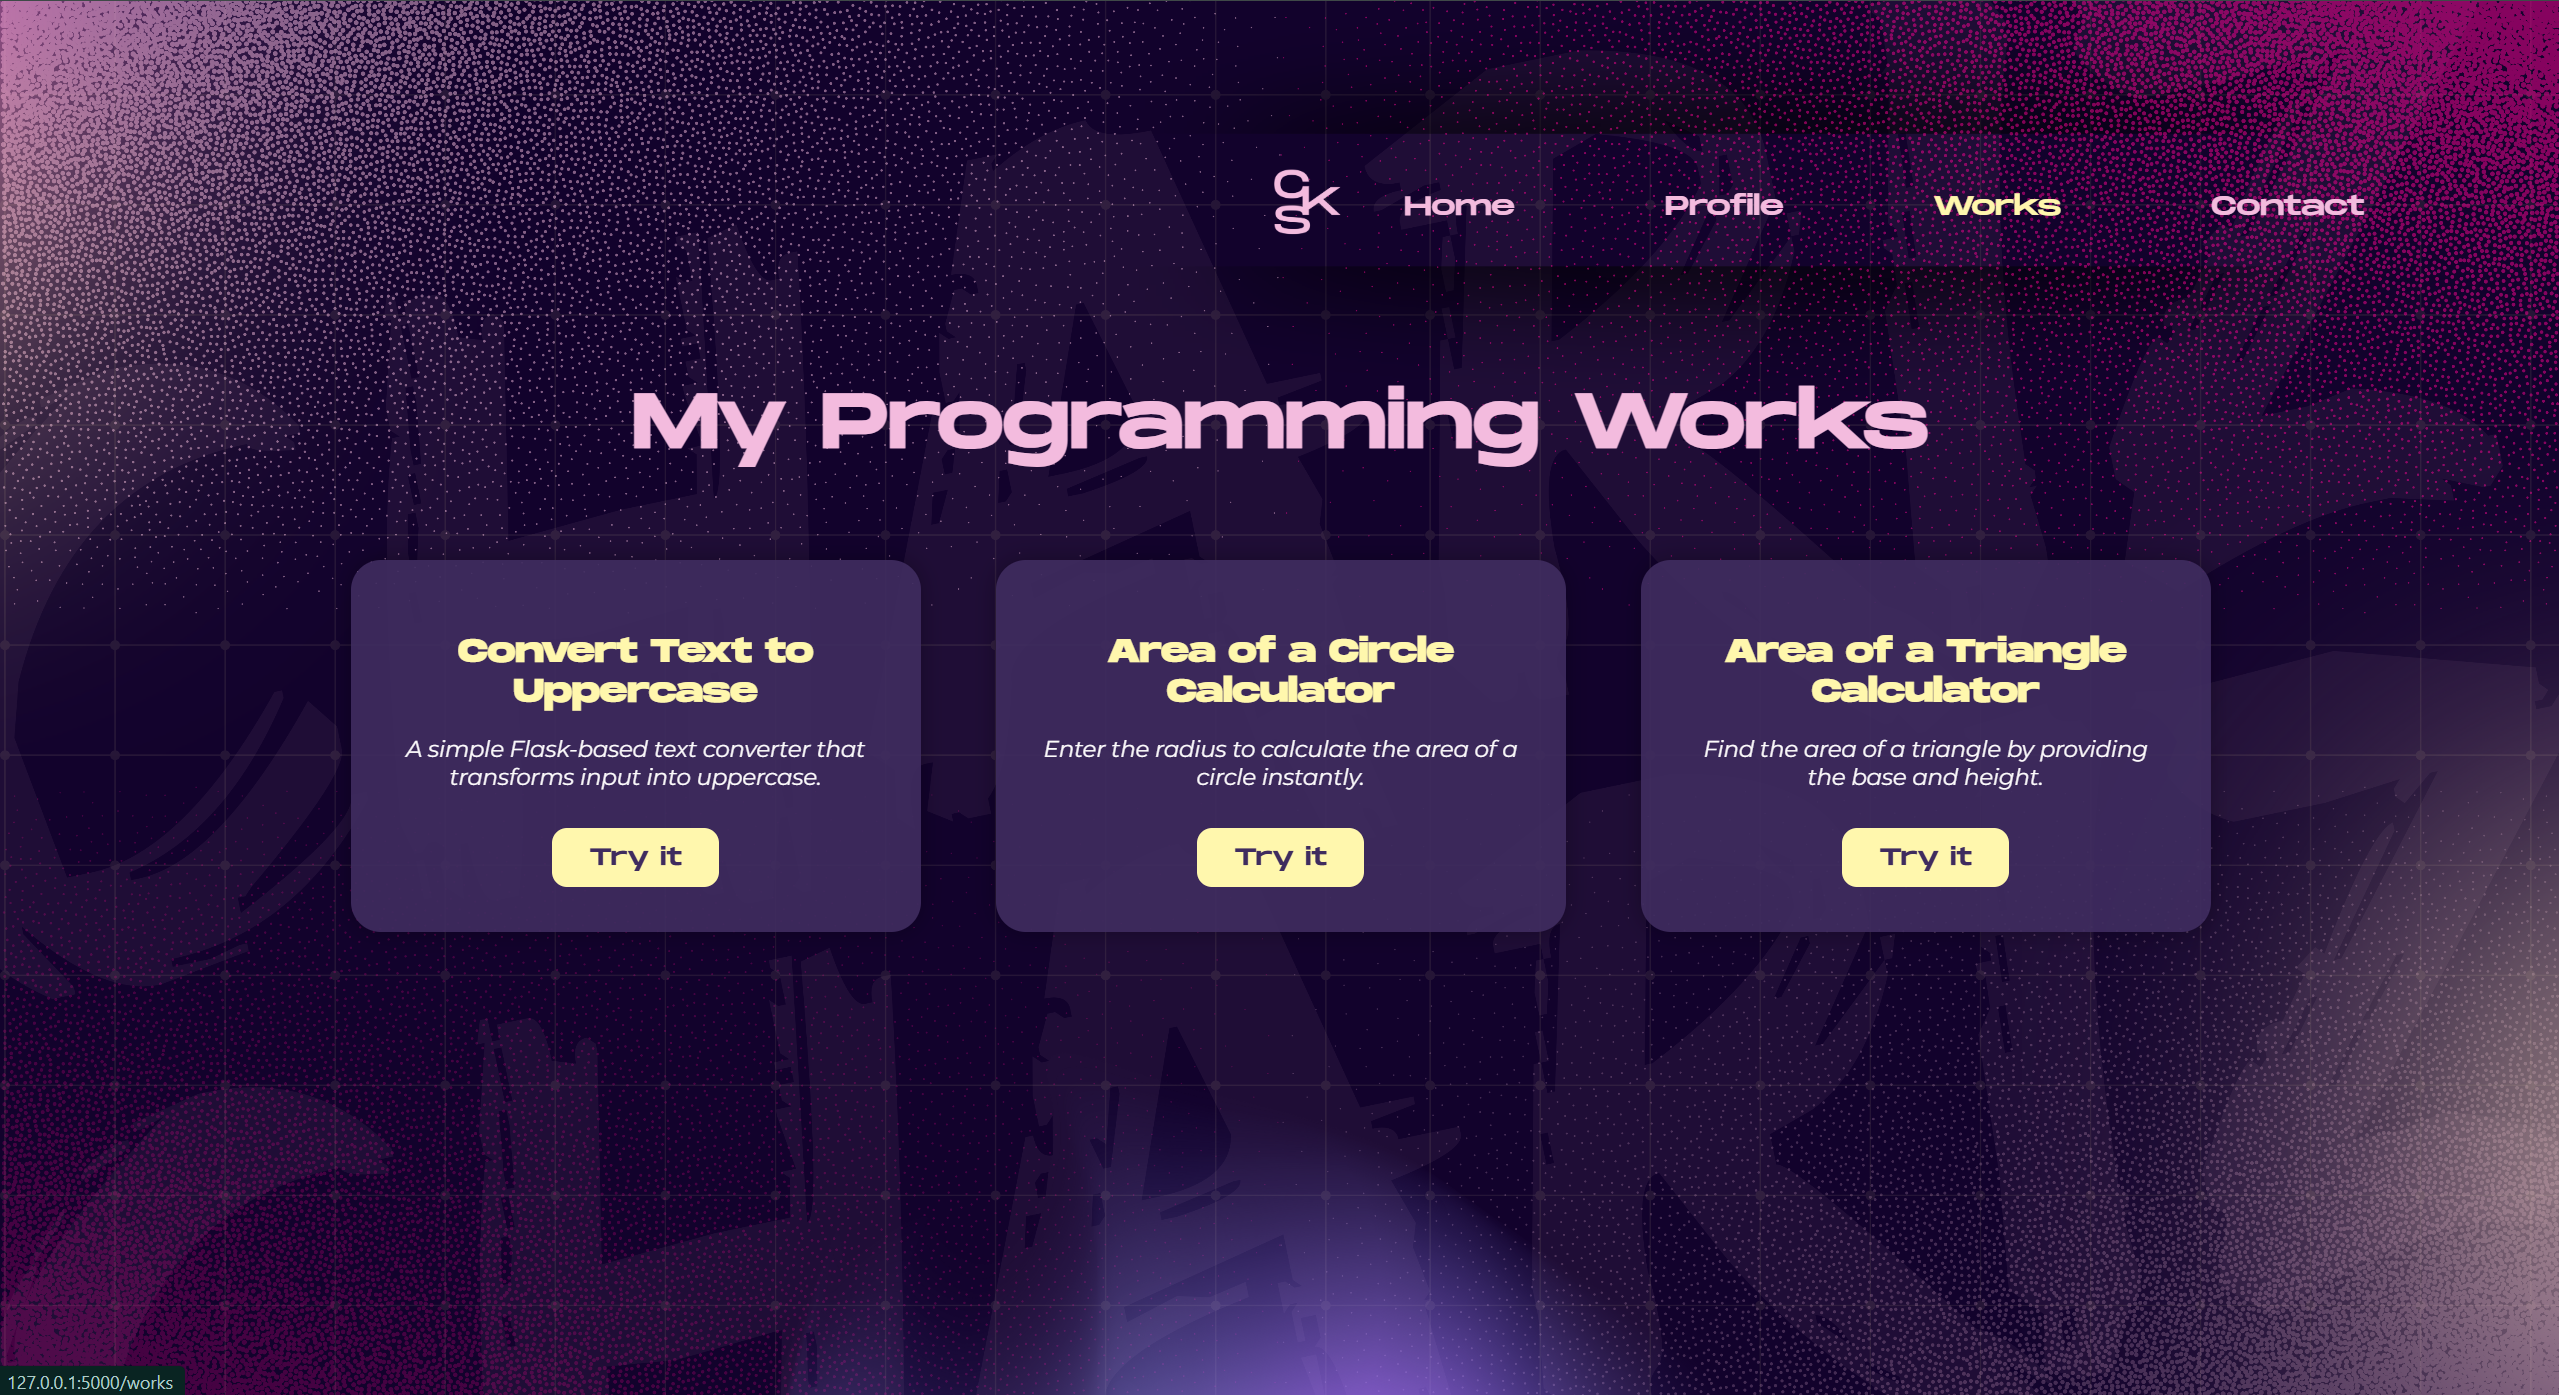 CKS
Home Profile Works Contact
My Programming Works
Convert Text to
Uppercase
A simple Flask-based text converter that
transforms input into uppercase.
Try it
Area of a Circle
Calculator
Enter the radius to calculate the area of a
circle instantly.
Try it
Area of a Triangle
Calculator
Find the area of a triangle by providing
the base and height.
Try it
127.0.0.1:5000/works